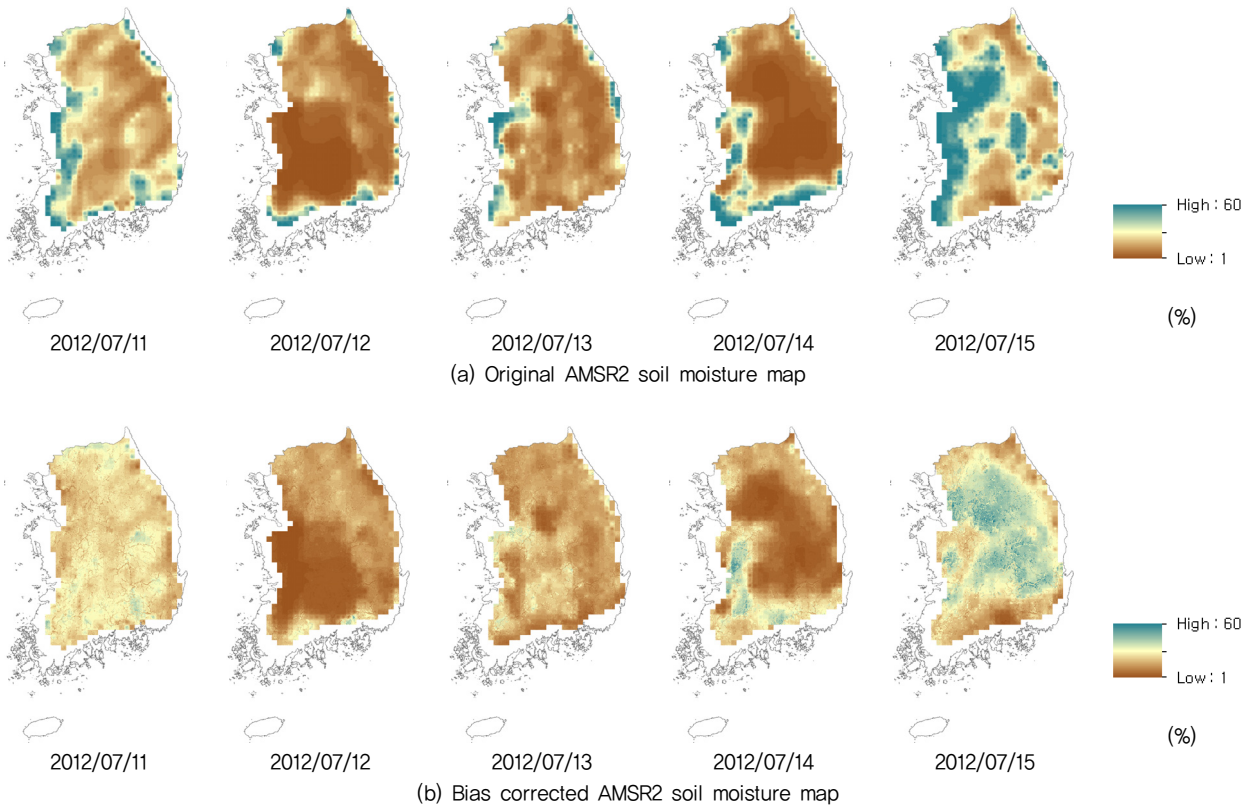 High : 60
Low : 1
(%)
2012/07/11
2012/07/12
2012/07/13
2012/07/14
2012/07/15
(a) Original AMSR2 soil moisture map
High : 60
Low : 1
(%)
2012/07/11
2012/07/12
2012/07/13
2012/07/14
2012/07/15
(b) Bias corrected AMSR2 soil moisture map